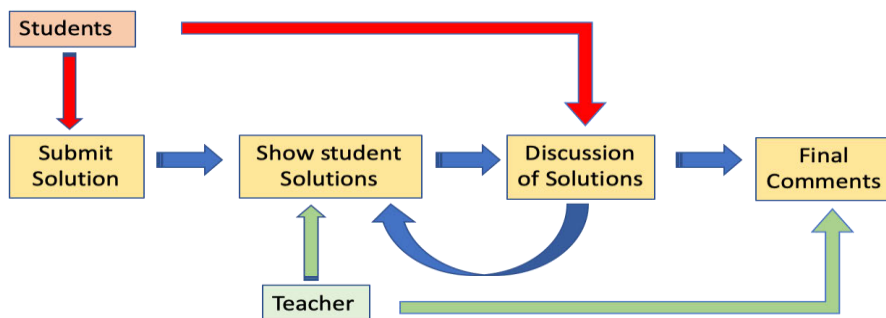 Students
Submit
Solution
Show student
Solutions
Discussion
of Solutions
Final
Comments
Teacher